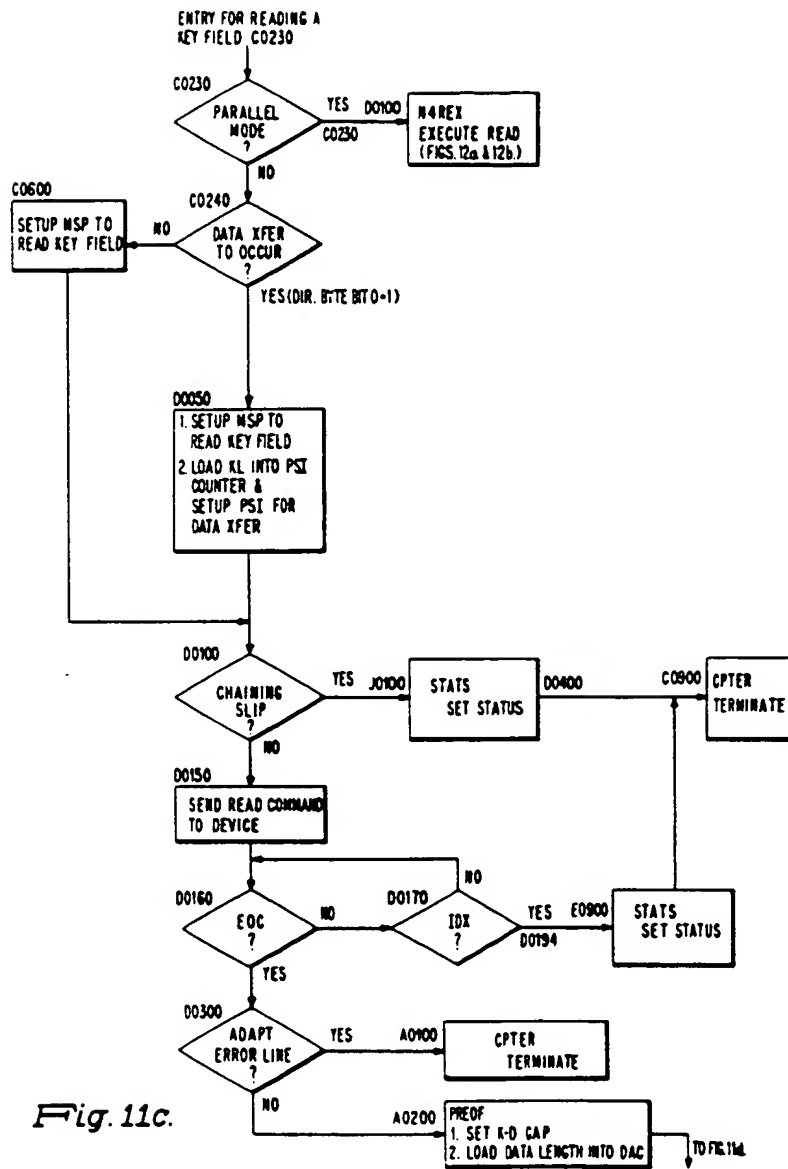 ENTRY FOR READING A
KEY FIELD C0230
C0230
PARALLEL
MODE
?
YES
D0100
C0230
M4REX
EXECUTE READ
(FIGS. 12a & 12b.)
NO
C0240
C0600
SETUP MSP TO
READ KEY FIELD
NO
DATA XFER
TO OCCUR
?
YES (DIR. BYTE BIT 0=1)
D0050
1. SETUP MSP TO
READ KEY FIELD
2. LOAD KL INTO PSI
COUNTER &
SETUP PSI FOR
DATA XFER
D0100
CHAINING
SLIP
?
YES
J0100
STATS
SET STATUS
D0400
C0900
CPTER
TERMINATE
NO
D0150
SEND READ COMMAND
TO DEVICE
D0160
EOC
?
NO
D0170
IDX
?
NO
YES
D0194
E0900
STATS
SET STATUS
YES
D0300
ADAPT
ERROR LINE
?
YES
A0100
CPTER
TERMINATE
NO
A0200
PREOF
1. SET K-D GAP
2. LOAD DATA LENGTH INTO DAC
TO FIG. 11d.
Fig. 11c.